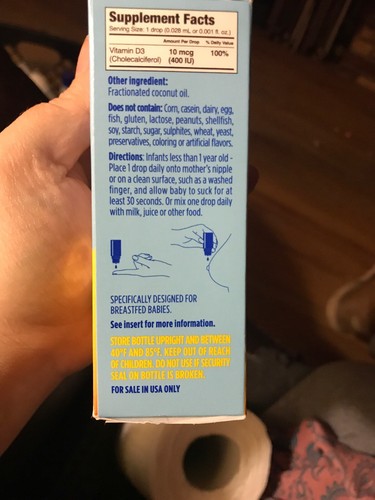 Supplement Facts
Serving Size: 1 drop (0.028 mL or 0.001 fl. oz.)
Amount Per Drop % Daily Value
Vitamin D3 10 mcg 100%
(Cholecalciferol) (400 IU)
Other ingredient:
Fractionated coconut oil.
Does not contain: Corn, casein, dairy, egg,
fish, gluten, lactose, peanuts, shellfish,
soy, starch, sugar, sulphites, wheat, yeast,
preservatives, coloring or artificial flavors.
Directions: Infants less than 1 year old -
Place 1 drop daily onto mother's nipple
or on a clean surface, such as a washed
finger, and allow baby to suck for at
least 30 seconds. Or mix one drop daily
with milk, juice or other food.
SPECIFICALLY DESIGNED FOR
BREASTFED BABIES.
See insert for more information.
STORE BOTTLE UPRIGHT AND BETWEEN
40°F AND 85°F. KEEP OUT OF REACH
OF CHILDREN. DO NOT USE IF SECURITY
SEAL ON BOTTLE IS BROKEN.
FOR SALE IN USA ONLY